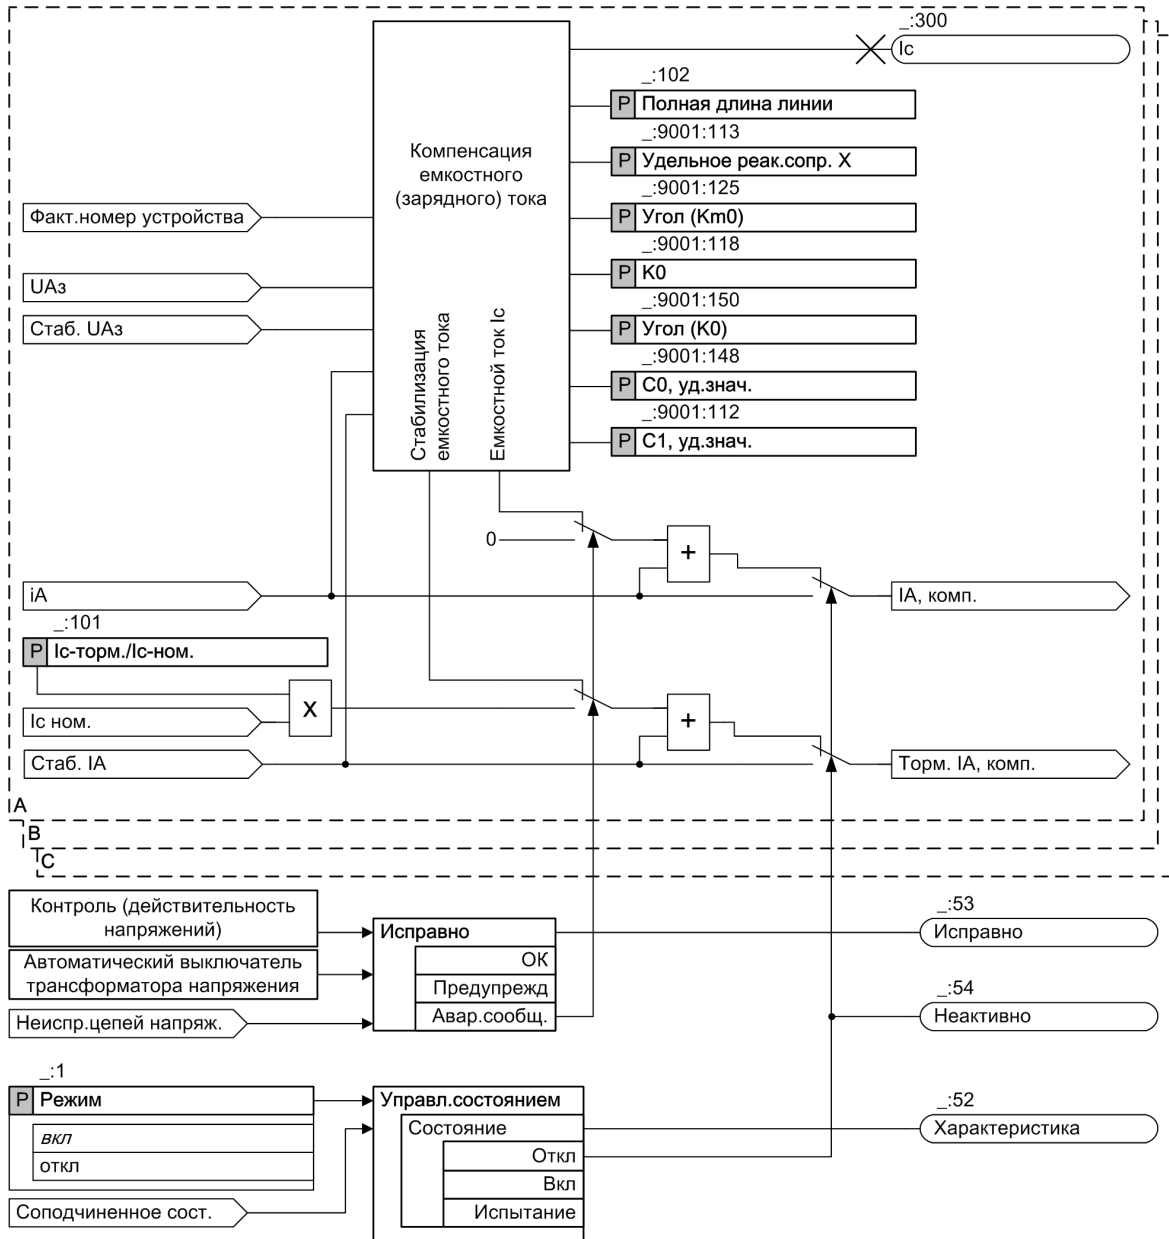 _:300
Ic
_:102
P Полная длина линии
_:9001:113
P Удельное реак.сопр. X
_:9001:125
P Угол (Km0)
_:9001:118
P K0
_:9001:150
P Угол (K0)
_:9001:148
P C0, уд.знач.
_:9001:112
P C1, уд.знач.
Компенсация
емкостного
(зарядного) тока
Факт.номер устройства
UAз
Стаб. UAз
Стабилизация
емкостного тока
Емкостной ток Ic
0
+
iA
IA, комп.
_:101
P Ic-торм./Ic-ном.
X
Ic ном.
+
Стаб. IA
Торм. IA, комп.
A
B
C
Контроль (действительность
напряжений)
Автоматический выключатель
трансформатора напряжения
Неиспр.цепей напряж.
Исправно
ОК
Предупрежд
Авар.сообщ.
_:53
Исправно
_:54
Неактивно
_:1
P Режим
вкл
откл
Соподчиненное сост.
Управл.состоянием
Состояние
Откл
Вкл
Испытание
_:52
Характеристика